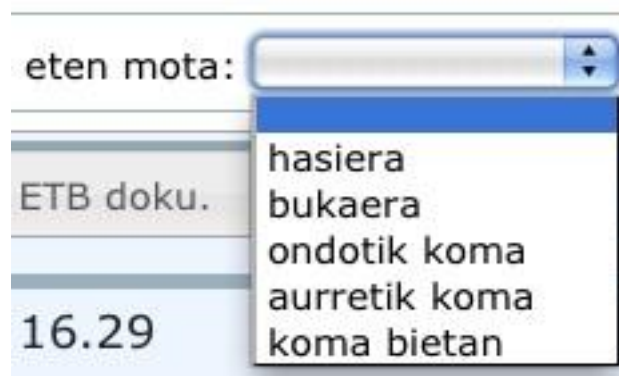 eten mota:
hasiera
bukaera
ondotik koma
aurretik koma
koma bietan
ETB doku.
16.29